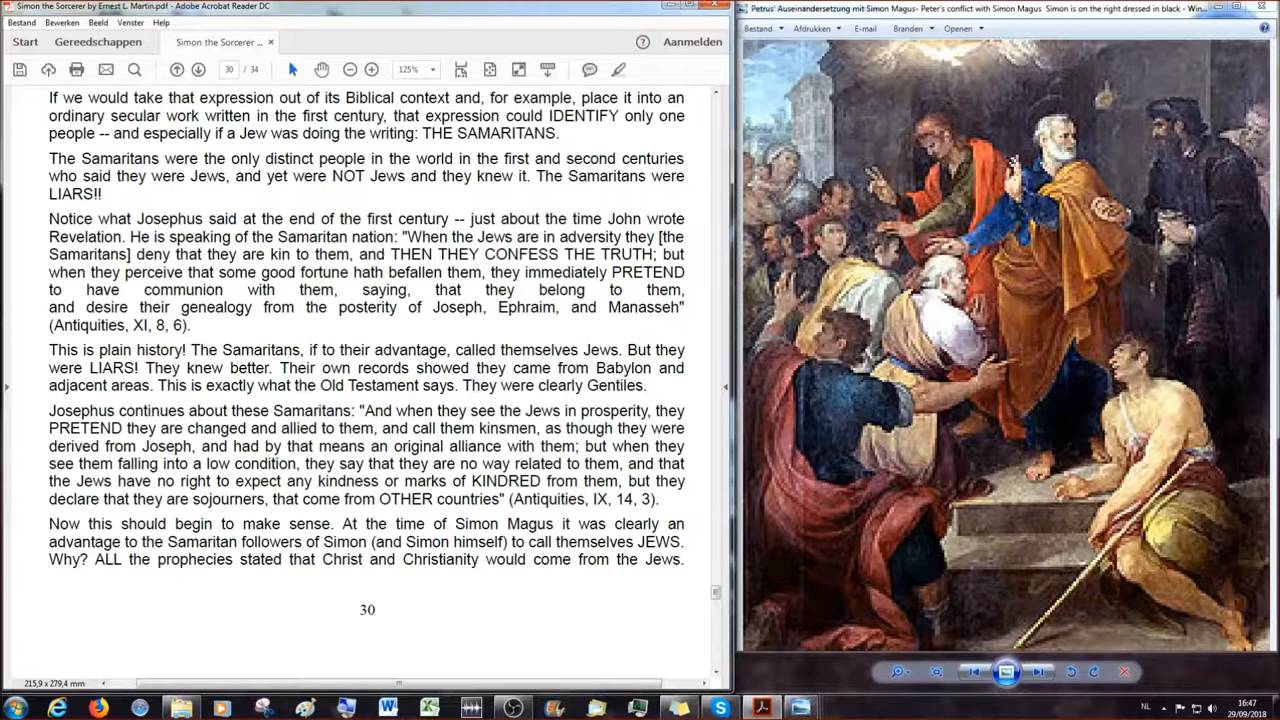 Simon the Sorcerer by Ernest L. Martin.pdf - Adobe Acrobat Reader DC
Bestand Bewerken Beeld Venster Help
Start Gereedschappen Simon the Sorcerer ... × Aanmelden
30 / 34 125%
If we would take that expression out of its Biblical context and, for example, place it into an
ordinary secular work written in the first century, that expression could IDENTIFY only one
people -- and especially if a Jew was doing the writing: THE SAMARITANS.
The Samaritans were the only distinct people in the world in the first and second centuries
who said they were Jews, and yet were NOT Jews and they knew it. The Samaritans were
LIARS!!
Notice what Josephus said at the end of the first century -- just about the time John wrote
Revelation. He is speaking of the Samaritan nation: "When the Jews are in adversity they [the
Samaritans] deny that they are kin to them, and THEN THEY CONFESS THE TRUTH; but
when they perceive that some good fortune hath befallen them, they immediately PRETEND
to have communion with them, saying, that they belong to them,
and desire their genealogy from the posterity of Joseph, Ephraim, and Manasseh"
(Antiquities, XI, 8, 6).
This is plain history! The Samaritans, if to their advantage, called themselves Jews. But they
were LIARS! They knew better. Their own records showed they came from Babylon and
adjacent areas. This is exactly what the Old Testament says. They were clearly Gentiles.
Josephus continues about these Samaritans: "And when they see the Jews in prosperity, they
PRETEND they are changed and allied to them, and call them kinsmen, as though they were
derived from Joseph, and had by that means an original alliance with them; but when they
see them falling into a low condition, they say that they are no way related to them, and that
the Jews have no right to expect any kindness or marks of KINDRED from them, but they
declare that they are sojourners, that come from OTHER countries" (Antiquities, IX, 14, 3).
Now this should begin to make sense. At the time of Simon Magus it was clearly an
advantage to the Samaritan followers of Simon (and Simon himself) to call themselves JEWS.
Why? ALL the prophecies stated that Christ and Christianity would come from the Jews.
30
215,9 x 279,4 mm
Petrus' Auseinandersetzung mit Simon Magus- Peter's conflict with Simon Magus Simon is on the right dressed in black - Win...
Bestand Afdrukken E-mail Branden Openen
NL
16:47
29/09/2018